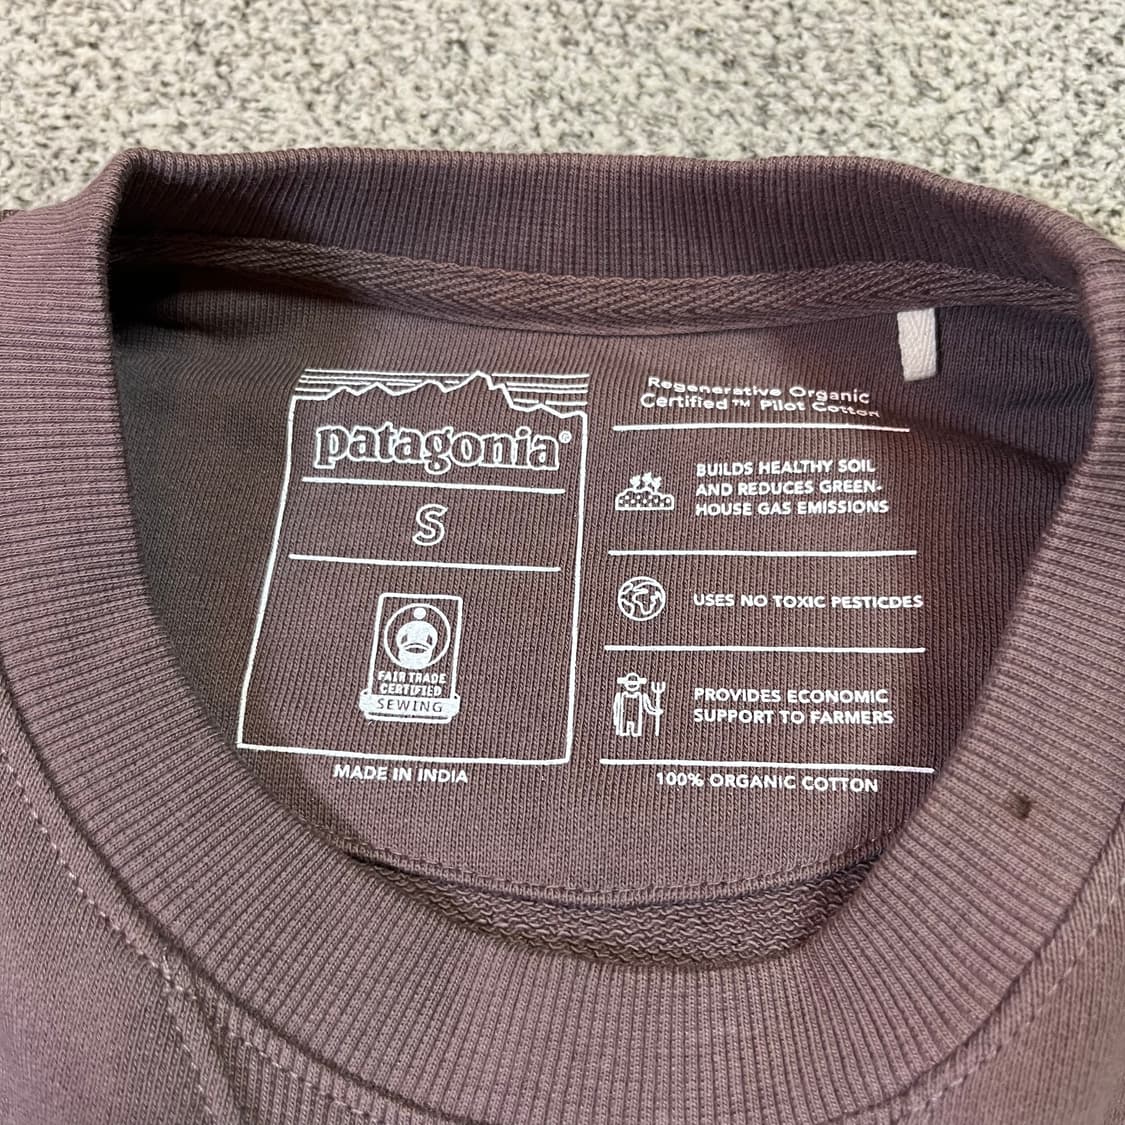 patagonia®
S
FAIR TRADE
CERTIFIED
SEWING
MADE IN INDIA
Regenerative Organic
Certified™ Pilot Cotton
BUILDS HEALTHY SOIL
AND REDUCES GREEN-
HOUSE GAS EMISSIONS
USES NO TOXIC PESTICDES
PROVIDES ECONOMIC
SUPPORT TO FARMERS
100% ORGANIC COTTON